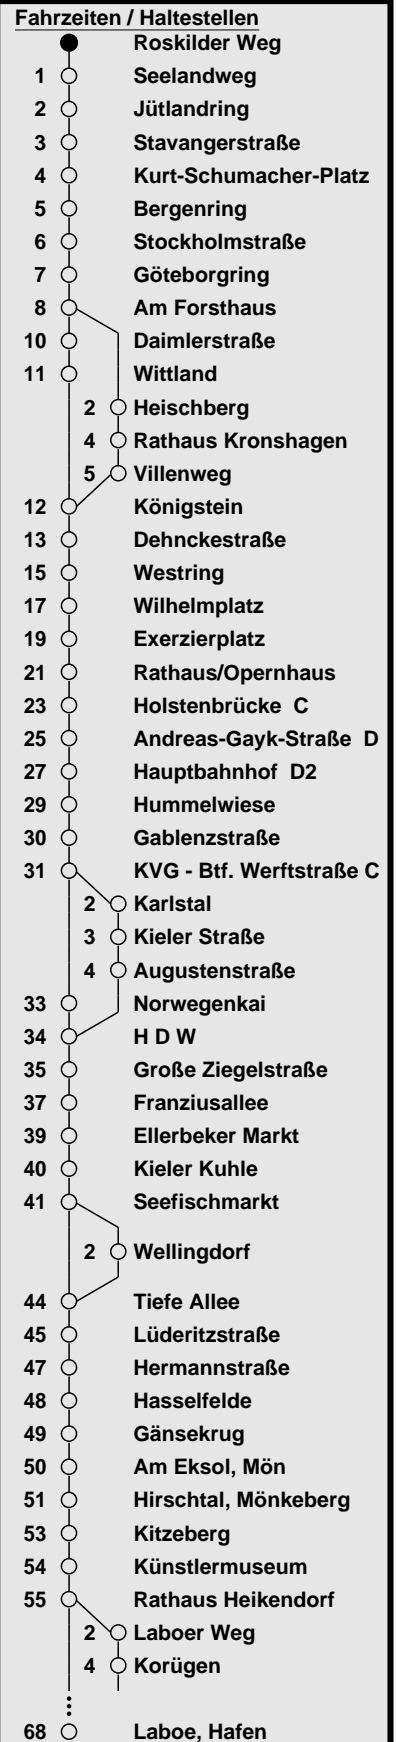 Fahrzeiten / Haltestellen
Roskilder Weg
1 Seelandweg
2 Jütlandring
3 Stavangerstraße
4 Kurt-Schumacher-Platz
5 Bergenring
6 Stockholmstraße
7 Göteborgring
8 Am Forsthaus
10 Daimlerstraße
11 Wittland
2 Heischberg
4 Rathaus Kronshagen
5 Villenweg
12 Königstein
13 Dehnckestraße
15 Westring
17 Wilhelmplatz
19 Exerzierplatz
21 Rathaus/Opernhaus
23 Holstenbrücke C
25 Andreas-Gayk-Straße D
27 Hauptbahnhof D2
29 Hummelwiese
30 Gablenzstraße
31 KVG - Btf. Werftstraße C
2 Karlstal
3 Kieler Straße
4 Augustenstraße
33 Norwegenkai
34 H D W
35 Große Ziegelstraße
37 Franziusallee
39 Ellerbeker Markt
40 Kieler Kuhle
41 Seefischmarkt
2 Wellingdorf
44 Tiefe Allee
45 Lüderitzstraße
47 Hermannstraße
48 Hasselfelde
49 Gänsekrug
50 Am Eksol, Mön
51 Hirschtal, Mönkeberg
53 Kitzeberg
54 Künstlermuseum
55 Rathaus Heikendorf
2 Laboer Weg
4 Korügen
68 Laboe, Hafen